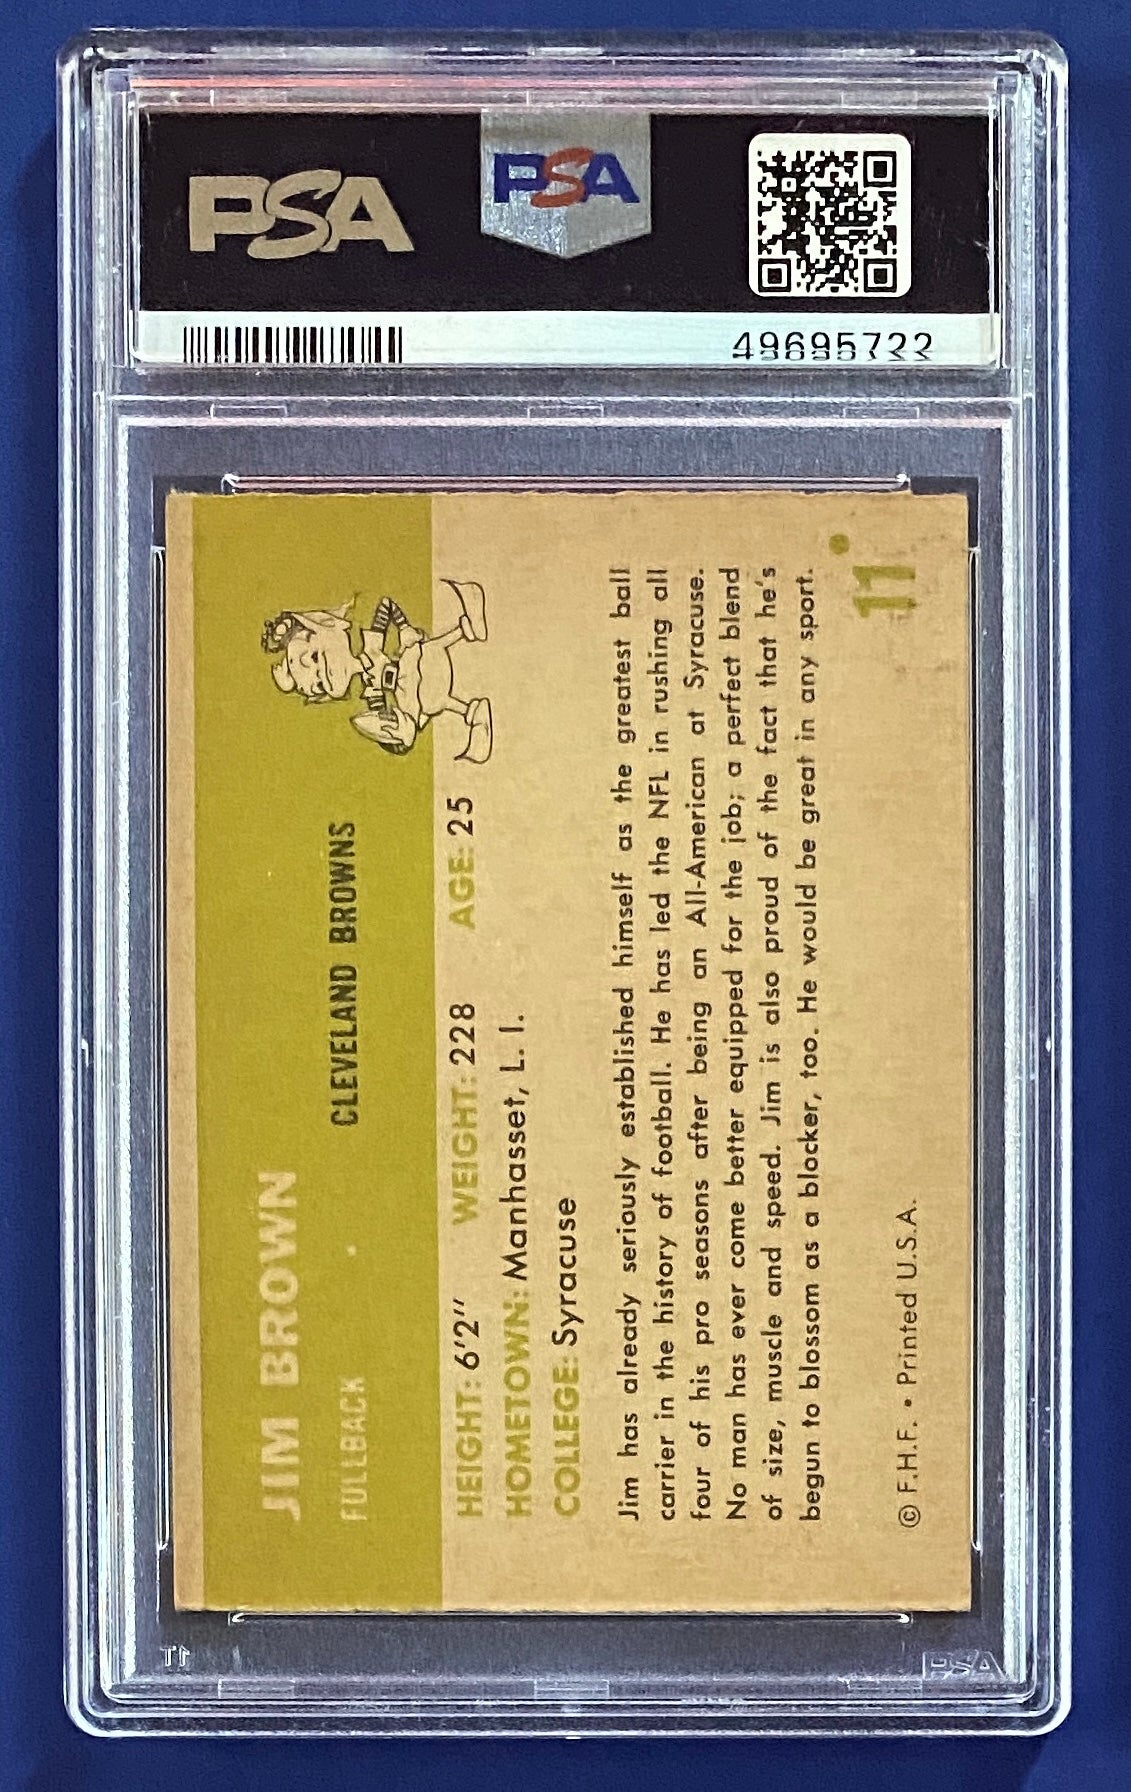 PSA
PSA
49695722
JIM BROWN
FULLBACK
CLEVELAND BROWNS
HEIGHT: 6'2" WEIGHT: 228 AGE: 25
HOMETOWN: Manhasset, L. I.
COLLEGE: Syracuse
Jim has already seriously established himself as the greatest ball
carrier in the history of football. He has led the NFL in rushing all
four of his pro seasons after being an All-American at Syracuse.
No man has ever come better equipped for the job; a perfect blend
of size, muscle and speed. Jim is also proud of the fact that he's
begun to blossom as a blocker, too. He would be great in any sport.
11
© F.H.F. • Printed U.S.A.
PSA